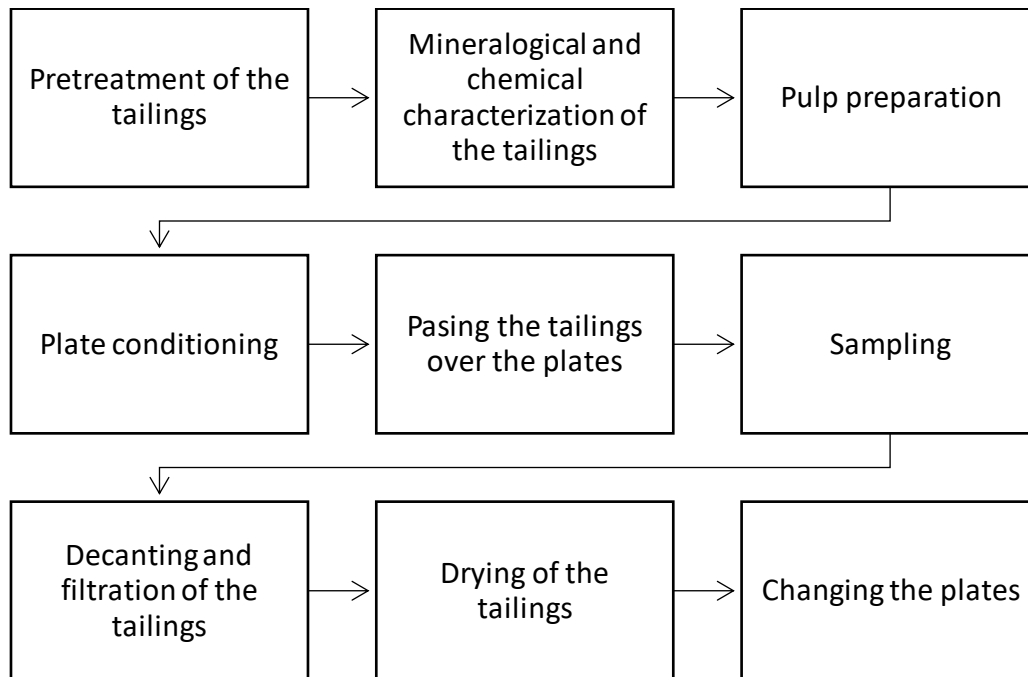 Pretreatment of the
tailings
Mineralogical and
chemical
characterization of
the tailings
Pulp preparation
Plate conditioning
Pasing the tailings
over the plates
Sampling
Decanting and
filtration of the
tailings
Drying of the
tailings
Changing the plates